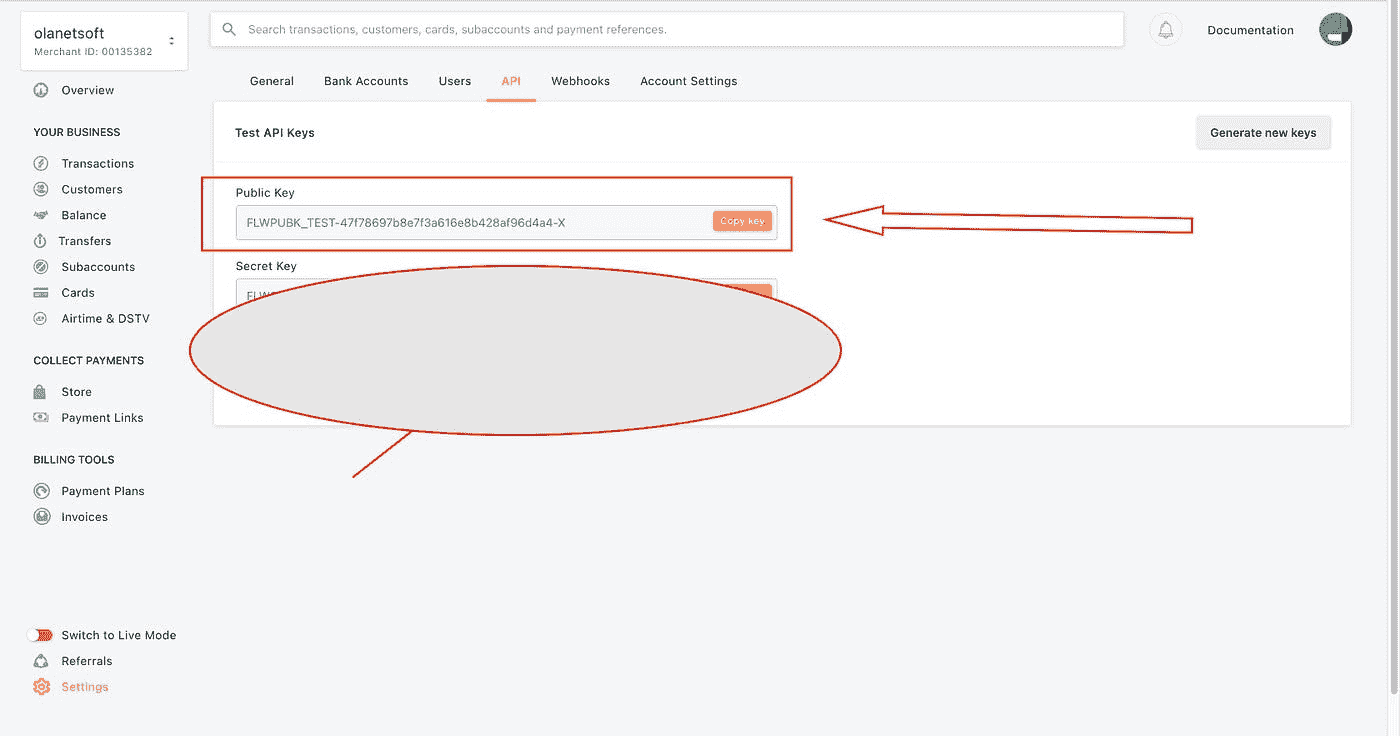 olanetsoft
Merchant ID: 00135382
Search transactions, customers, cards, subaccounts and payment references.
Documentation
Overview
YOUR BUSINESS
Transactions
Customers
Balance
Transfers
Subaccounts
Cards
Airtime & DSTV
COLLECT PAYMENTS
Store
Payment Links
BILLING TOOLS
Payment Plans
Invoices
Switch to Live Mode
Referrals
Settings
General Bank Accounts Users API Webhooks Account Settings
Test API Keys
Generate new keys
Public Key
FLWPUBK_TEST-47f78697b8e7f3a616e8b428af96d4a4-X
Copy key
Secret Key